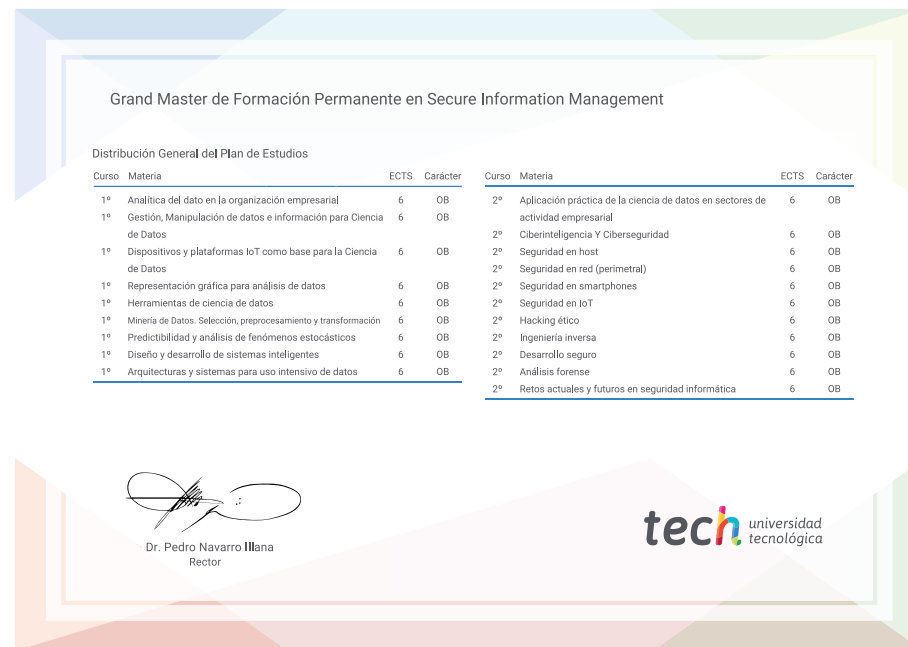 Grand Master de Formación Permanente en Secure Information Management
Distribución General del Plan de Estudios
Curso Materia ECTS Carácter
1º Analítica del dato en la organización empresarial 6 OB
1º Gestión, Manipulación de datos e información para Ciencia 6 OB
de Datos
1º Dispositivos y plataformas IoT como base para la Ciencia 6 OB
de Datos
1º Representación gráfica para análisis de datos 6 OB
1º Herramientas de ciencia de datos 6 OB
1º Minería de Datos. Selección, preprocesamiento y transformación 6 OB
1º Predictibilidad y análisis de fenómenos estocásticos 6 OB
1º Diseño y desarrollo de sistemas inteligentes 6 OB
1º Arquitecturas y sistemas para uso intensivo de datos 6 OB
Curso Materia ECTS Carácter
2º Aplicación práctica de la ciencia de datos en sectores de 6 OB
actividad empresarial
2º Ciberinteligencia Y Ciberseguridad 6 OB
2º Seguridad en host 6 OB
2º Seguridad en red (perimetral) 6 OB
2º Seguridad en smartphones 6 OB
2º Seguridad en IoT 6 OB
2º Hacking ético 6 OB
2º Ingeniería inversa 6 OB
2º Desarrollo seguro 6 OB
2º Análisis forense 6 OB
2º Retos actuales y futuros en seguridad informática 6 OB
Dr. Pedro Navarro Illana
Rector
tech universidad
tecnológica